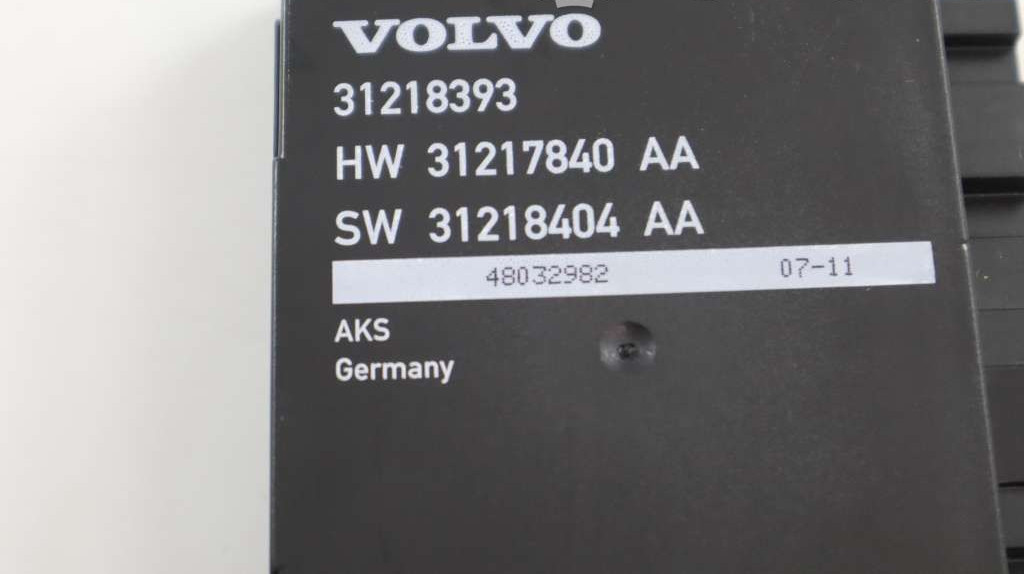 VOLVO
31218393
HW 31217840 AA
SW 31218404 AA
48032982 07-11
AKS
Germany